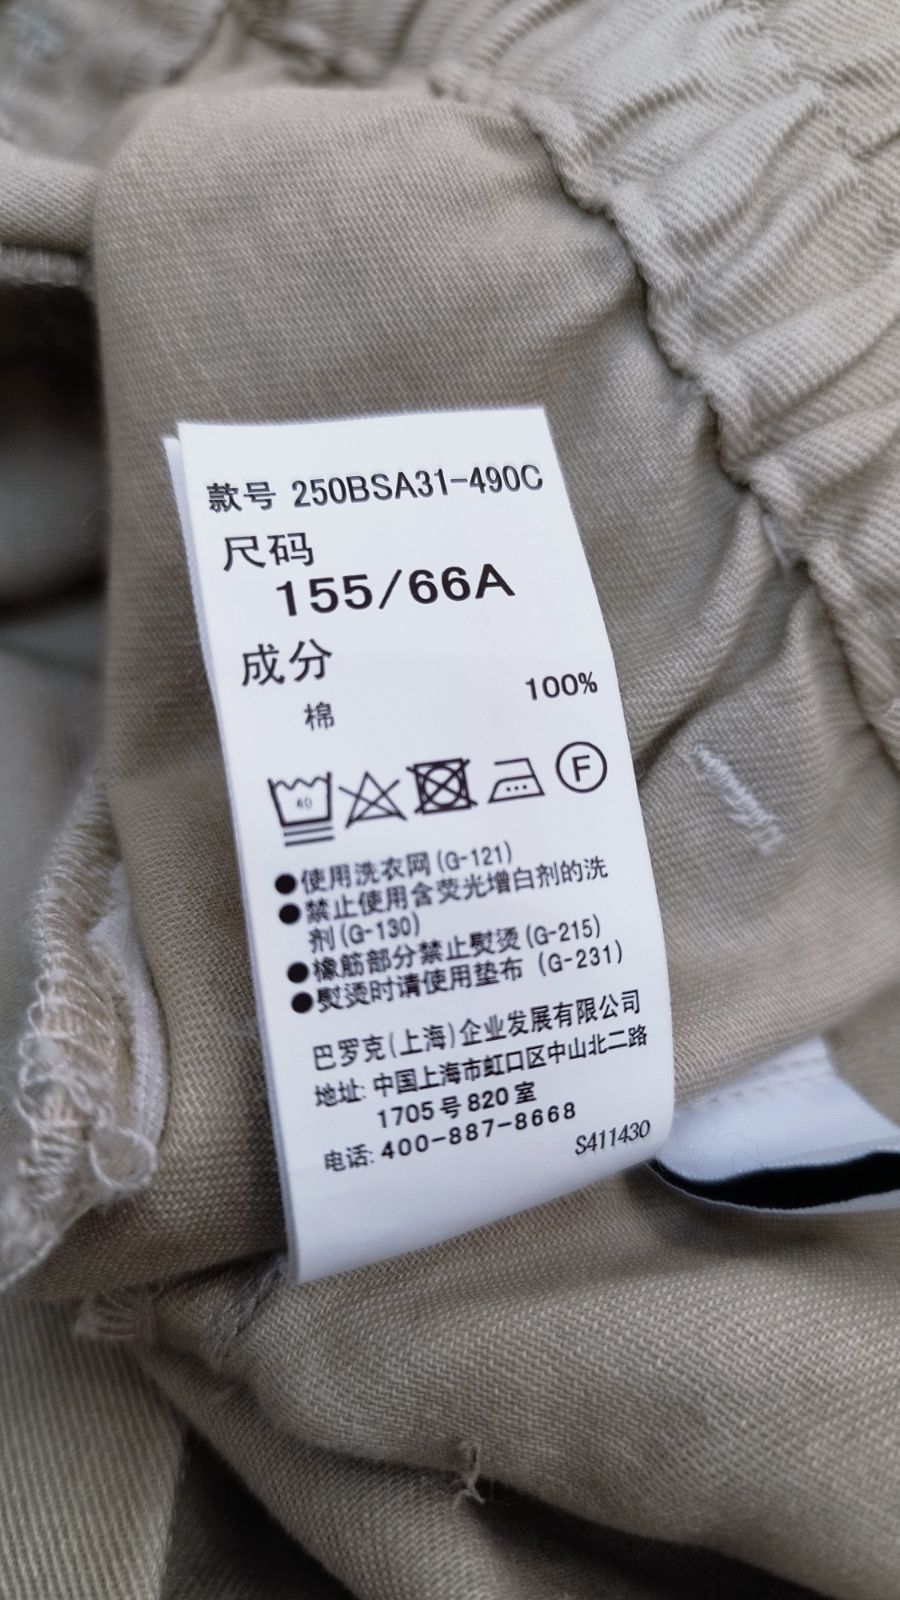 款号 250BSA31-490C
尺码
155/66A
成分
棉 100%
40 F
●使用洗衣网(G-121)
●禁止使用含荧光增白剂的洗
剂(G-130)
●橡筋部分禁止熨烫(G-215)
●熨烫时请使用垫布 (G-231)
巴罗克(上海)企业发展有限公司
地址: 中国上海市虹口区中山北二路
1705号820室
电话: 400-887-8668
S411430